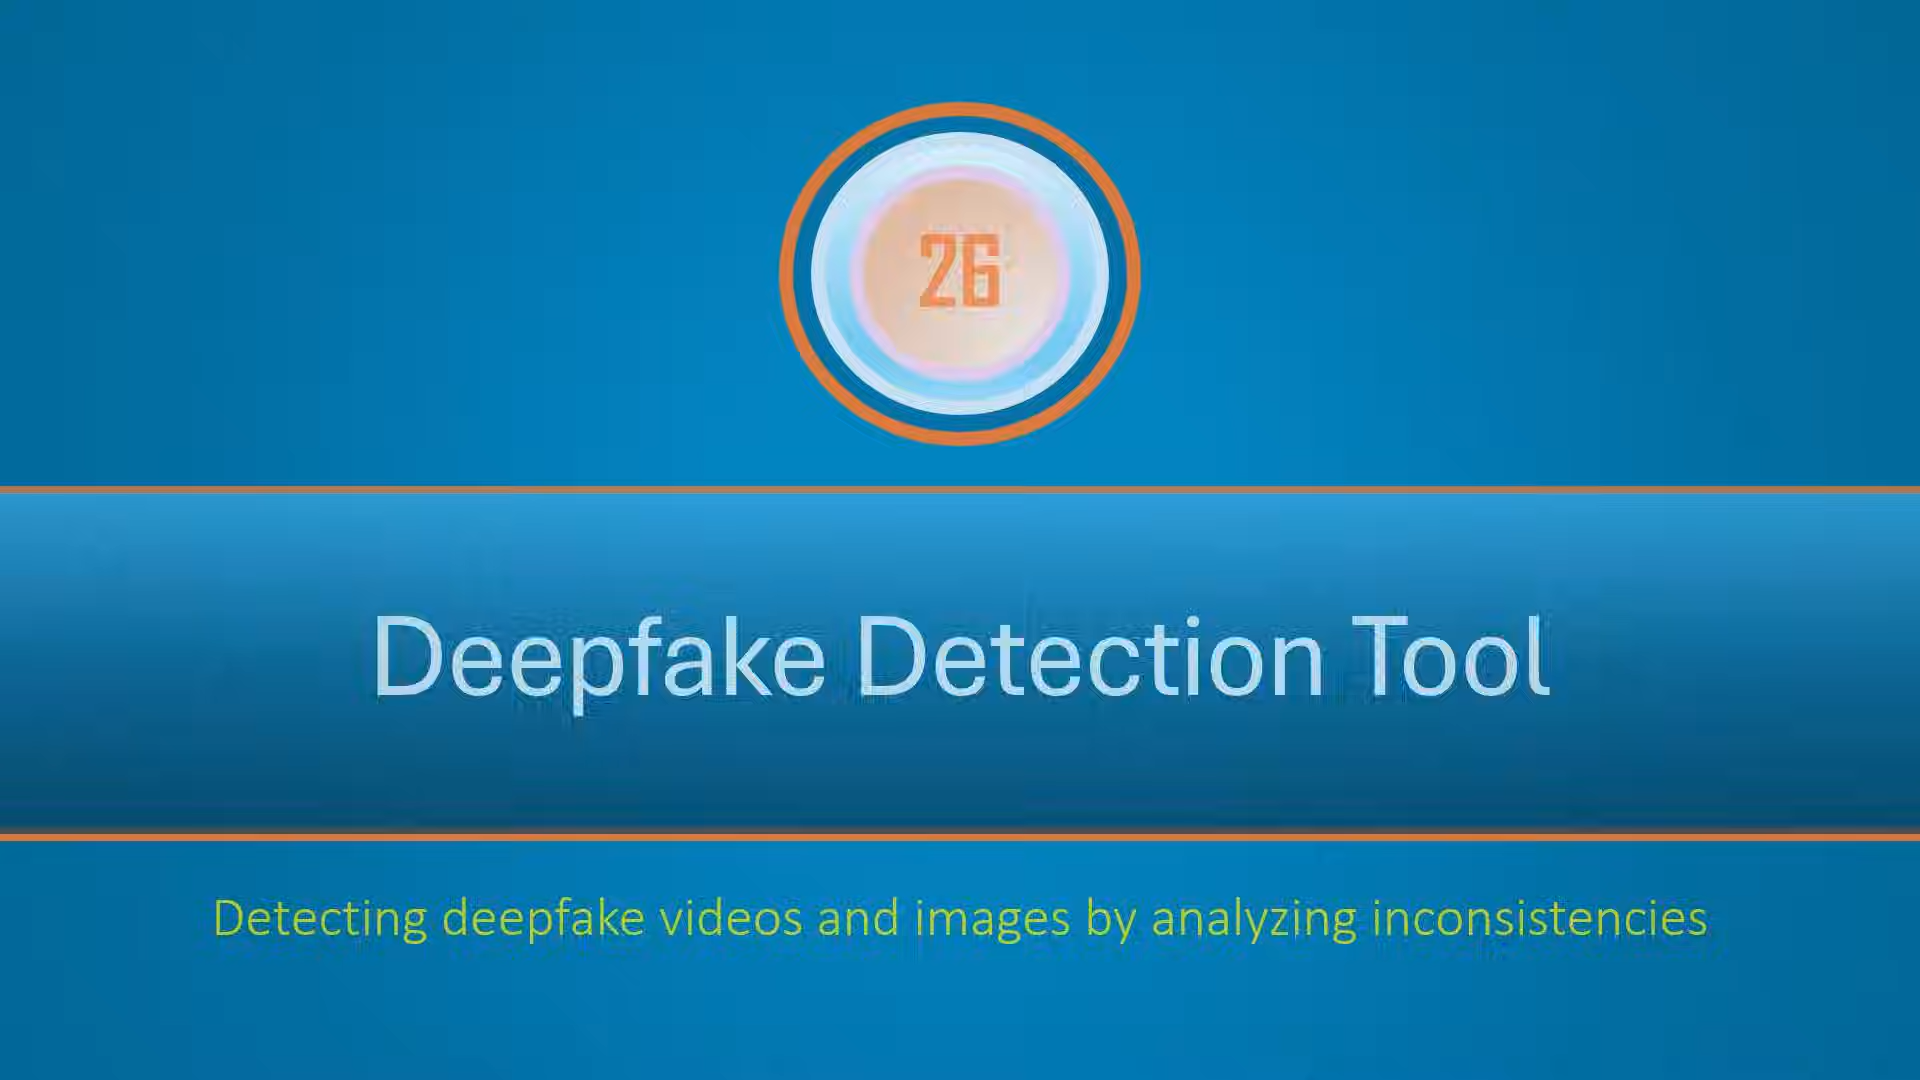 26
Deepfake Detection Tool
Detecting deepfake videos and images by analyzing inconsistencies